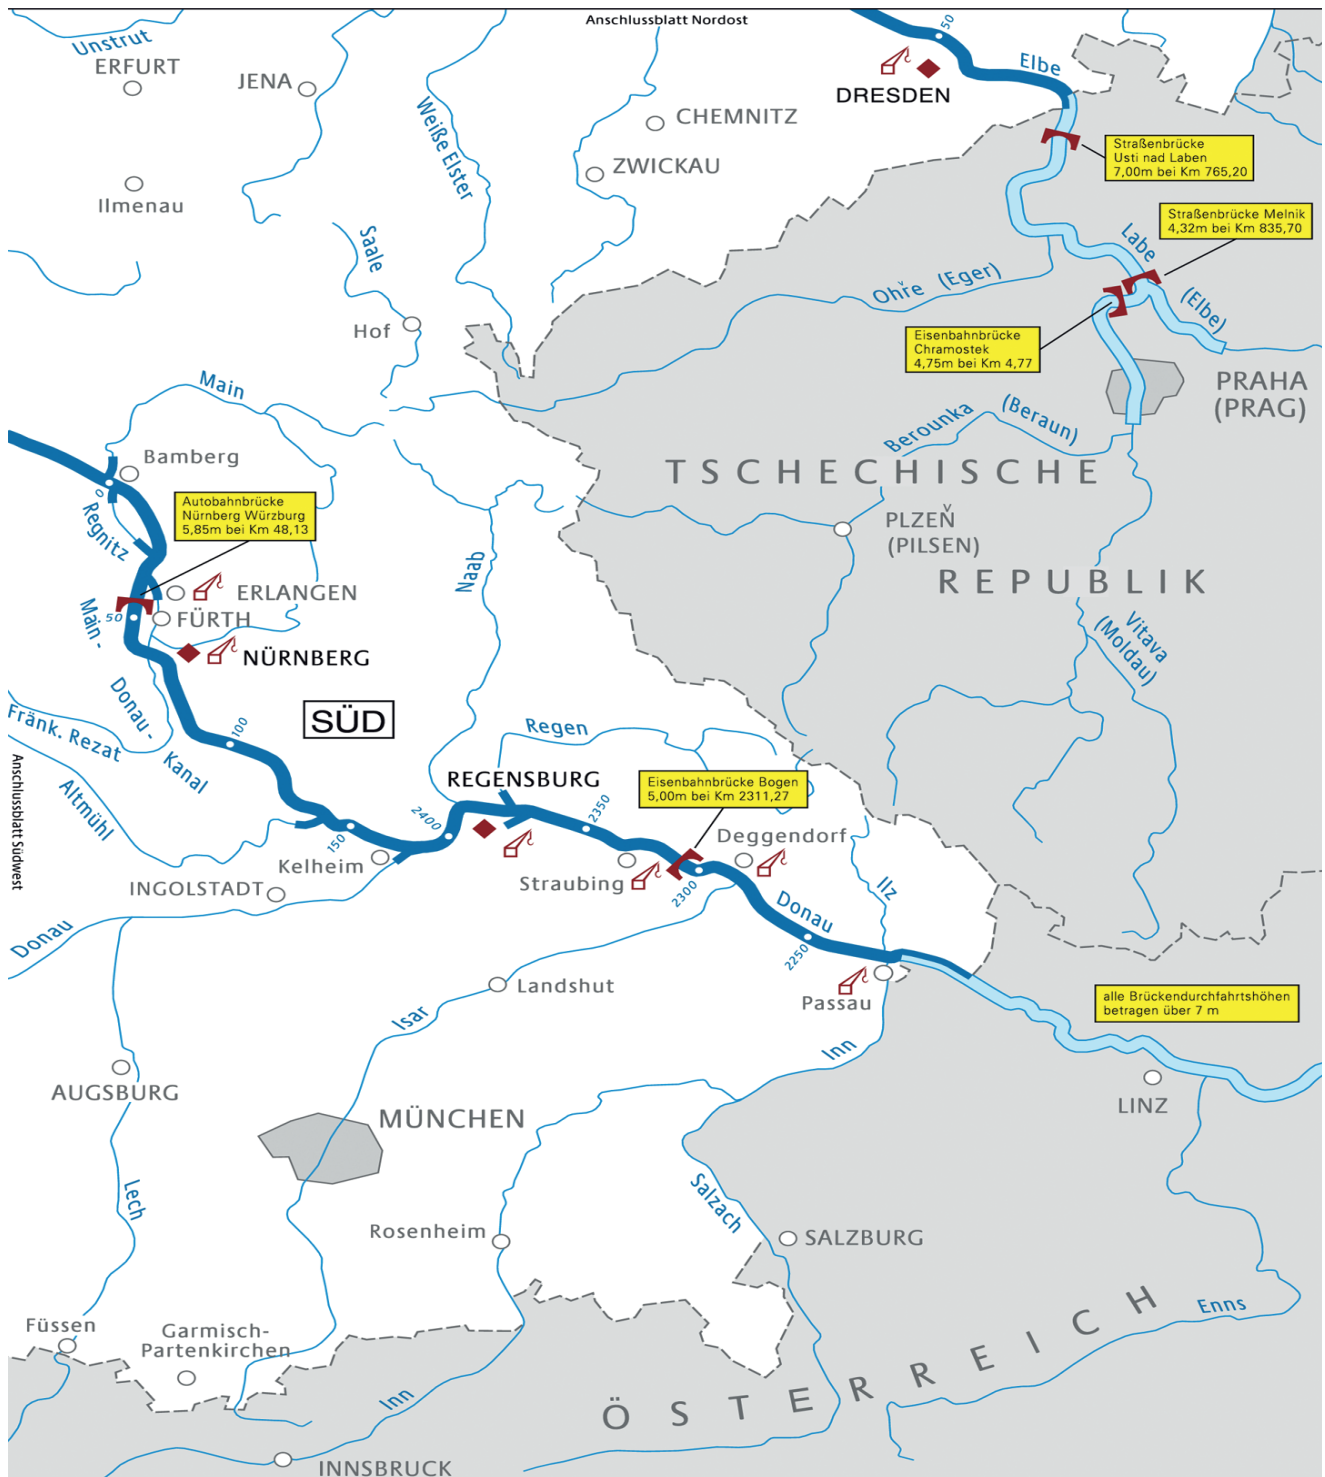 Anschlussblatt Nordost
Unstrut
ERFURT
JENA
Ilmenau
Weiße Elster
CHEMNITZ
ZWICKAU
Saale
Hof
50
Elbe
DRESDEN
Straßenbrücke
Usti nad Laben
7,00m bei Km 765,20
Straßenbrücke Melnik
4,32m bei Km 835,70
Labe
(Elbe)
Ohře (Eger)
Eisenbahnbrücke
Chramostek
4,75m bei Km 4,77
PRAHA
(PRAG)
Berounka (Beraun)
TSCHECHISCHE
REPUBLIK
PLZEŇ
(PILSEN)
Vitava
(Moldau)
Main
Bamberg
0
Regnitz
Autobahnbrücke
Nürnberg Würzburg
5,85m bei Km 48,13
ERLANGEN
FÜRTH
50
NÜRNBERG
Main-
Donau-
Kanal
Naab
SÜD
100
Fränk. Rezat
Altmühl
Anschlussblatt Südwest
Regen
REGENSBURG
Eisenbahnbrücke Bogen
5,00m bei Km 2311,27
2400
2350
150
Kelheim
INGOLSTADT
Donau
Straubing
Deggendorf
2300
Donau
2250
Ilz
Passau
Landshut
Isar
Inn
alle Brückendurchfahrtshöhen
betragen über 7 m
LINZ
AUGSBURG
MÜNCHEN
Lech
Rosenheim
Salzach
SALZBURG
Enns
ÖSTERREICH
Füssen
Garmisch-
Partenkirchen
Inn
INNSBRUCK